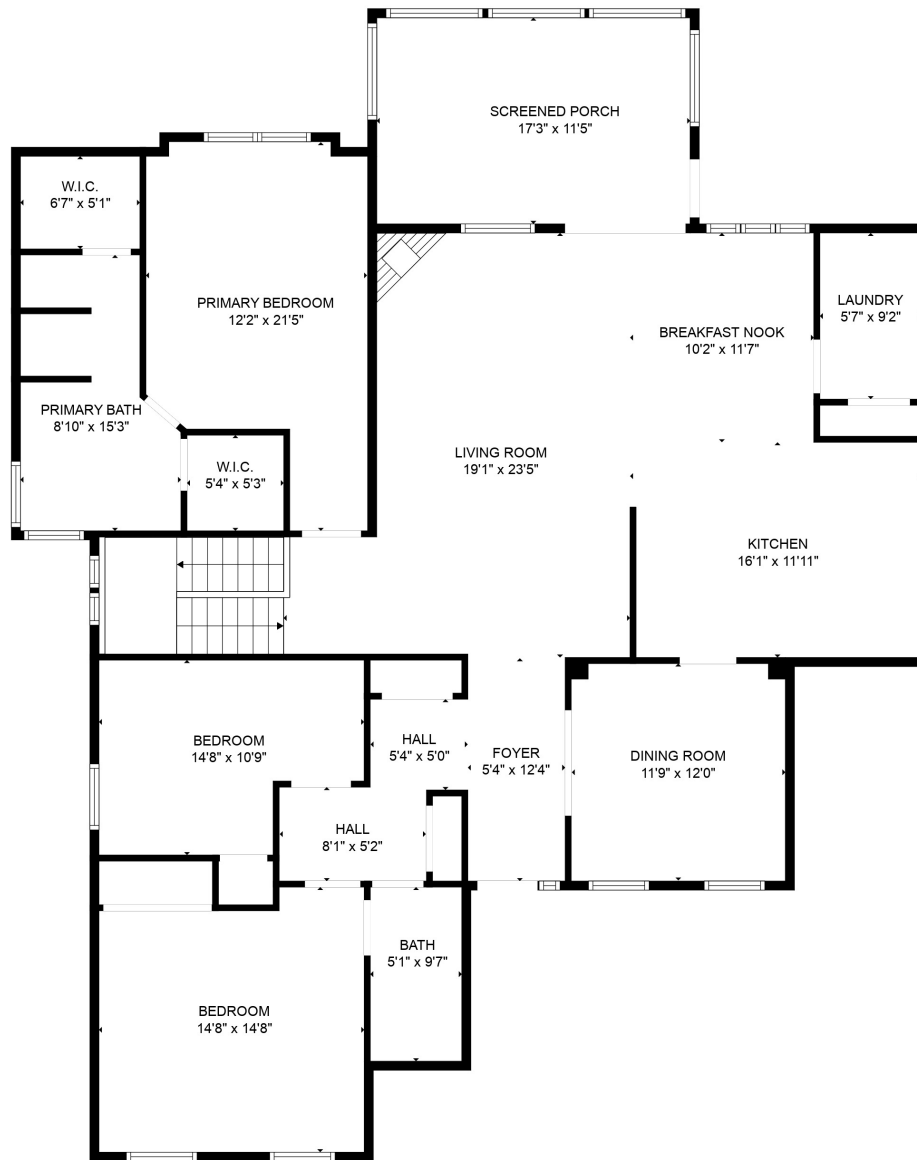 SCREENED PORCH
17'3" x 11'5"
W.I.C.
6'7" x 5'1"
PRIMARY BEDROOM
12'2" x 21'5"
LAUNDRY
5'7" x 9'2"
BREAKFAST NOOK
10'2" x 11'7"
PRIMARY BATH
8'10" x 15'3"
W.I.C.
5'4" x 5'3"
LIVING ROOM
19'1" x 23'5"
KITCHEN
16'1" x 11'11"
BEDROOM
14'8" x 10'9"
HALL
5'4" x 5'0"
FOYER
5'4" x 12'4"
DINING ROOM
11'9" x 12'0"
HALL
8'1" x 5'2"
BATH
5'1" x 9'7"
BEDROOM
14'8" x 14'8"